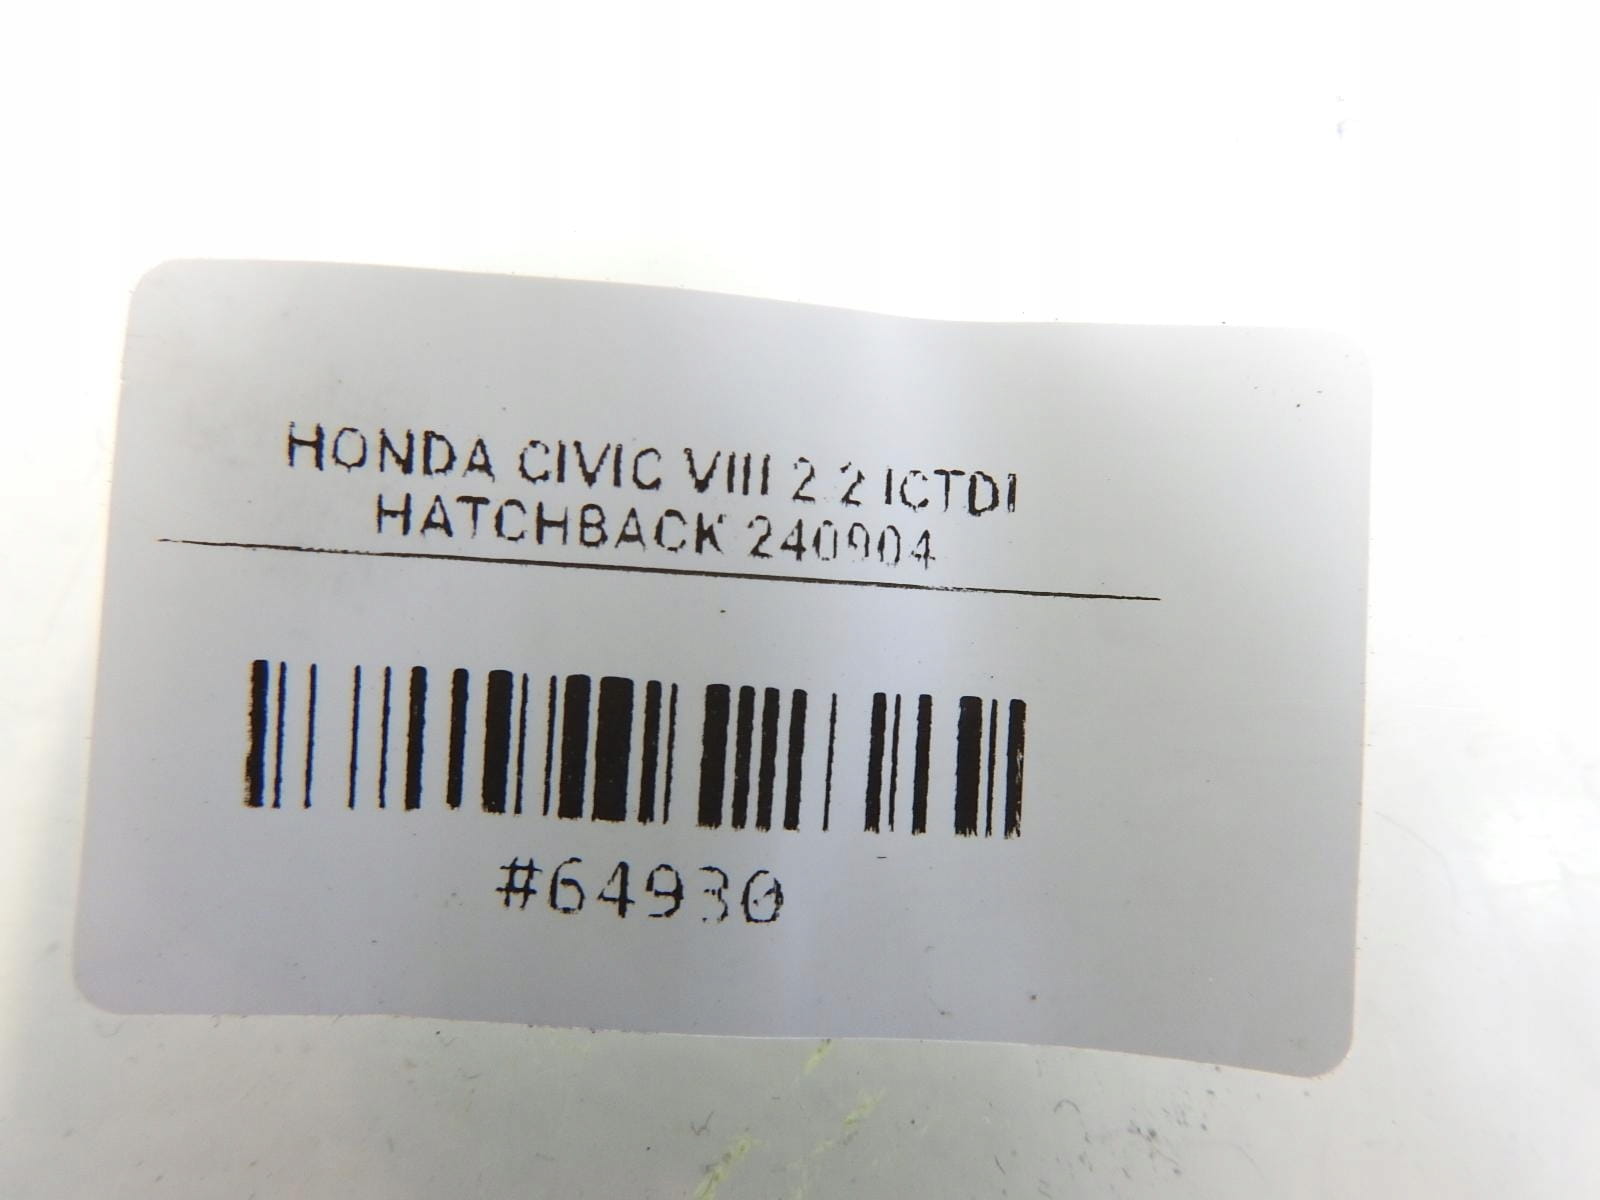 HONDA CIVIC VIII 2.2 ICTDI
HATCHBACK 240904
#64930